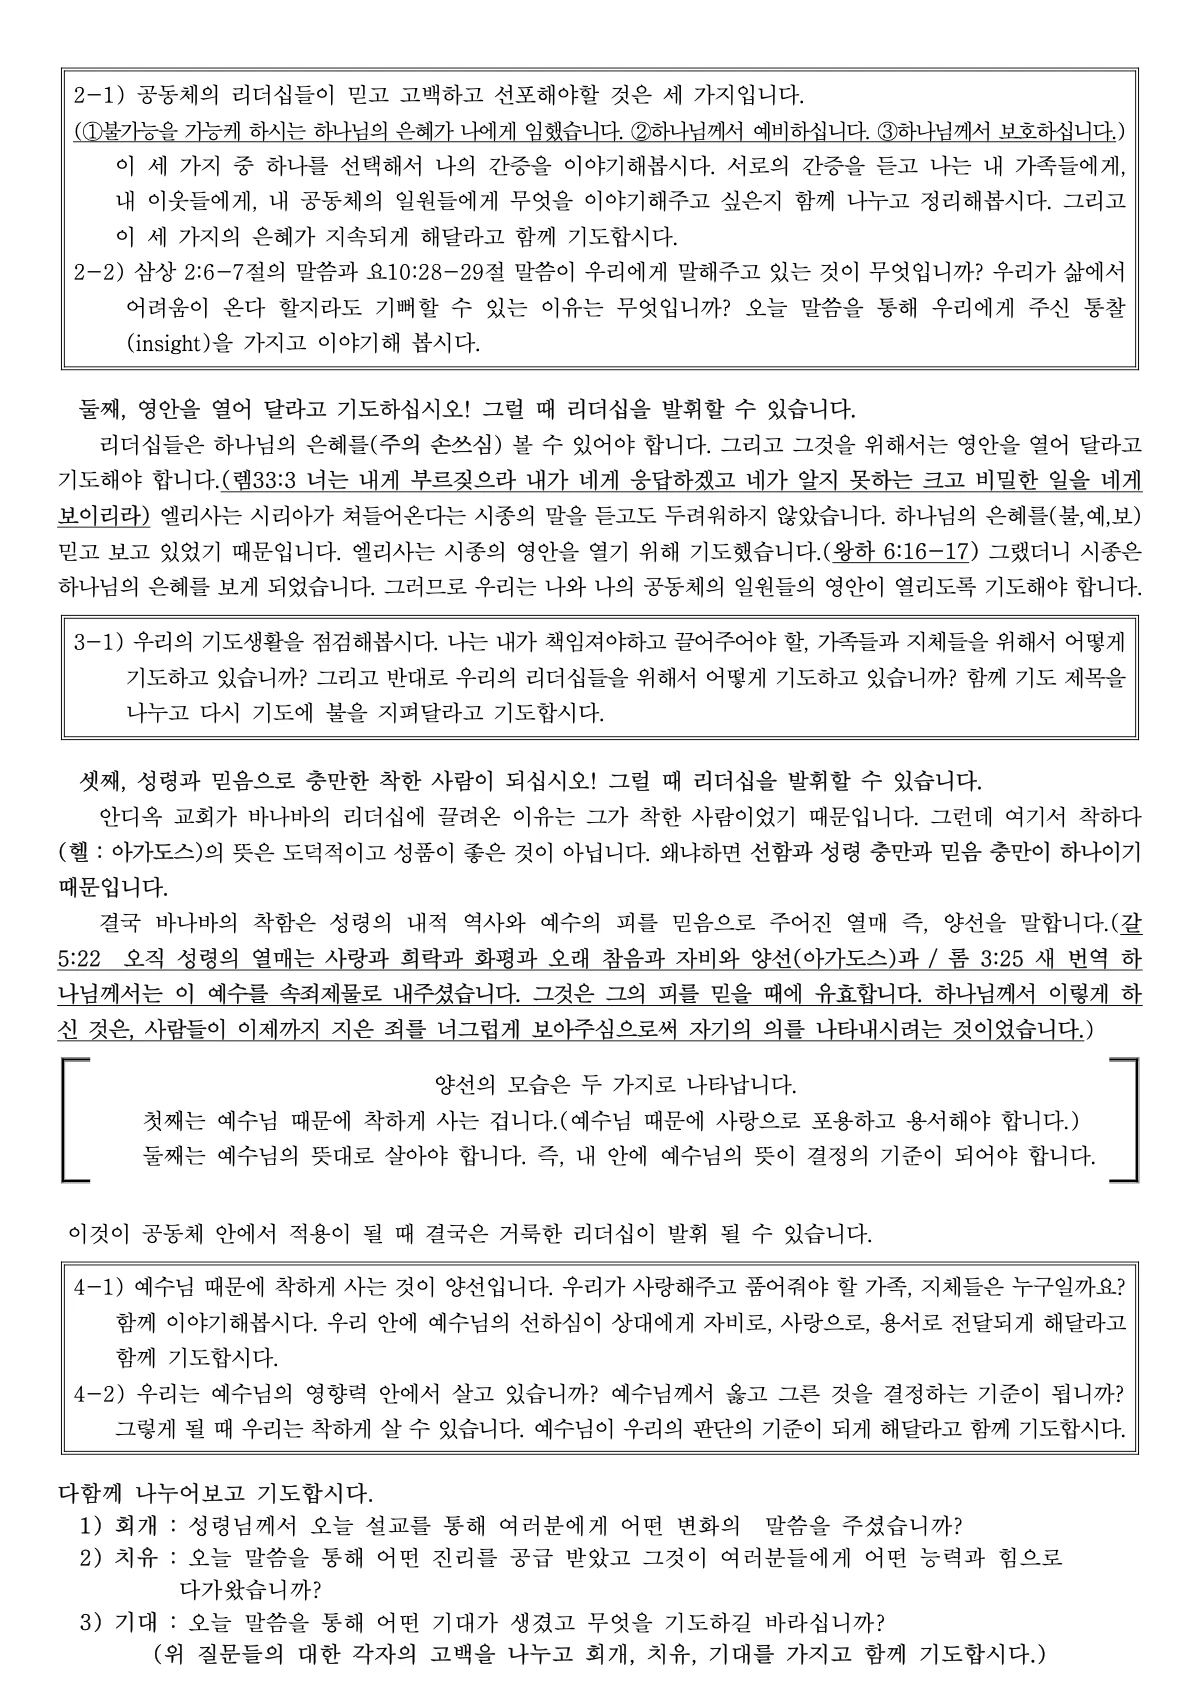 2-1) 공동체의 리더십들이 믿고 고백하고 선포해야할 것은 세 가지입니다.
(①불가능을 가능케 하시는 하나님의 은혜가 나에게 임했습니다. ②하나님께서 예비하십니다. ③하나님께서 보호하십니다.)
이 세 가지 중 하나를 선택해서 나의 간증을 이야기해봅시다. 서로의 간증을 듣고 나는 내 가족들에게,
내 이웃들에게, 내 공동체의 일원들에게 무엇을 이야기해주고 싶은지 함께 나누고 정리해봅시다. 그리고
이 세 가지의 은혜가 지속되게 해달라고 함께 기도합시다.
2-2) 삼상 2:6-7절의 말씀과 요10:28-29절 말씀이 우리에게 말해주고 있는 것이 무엇입니까? 우리가 삶에서
어려움이 온다 할지라도 기뻐할 수 있는 이유는 무엇입니까? 오늘 말씀을 통해 우리에게 주신 통찰
(insight)을 가지고 이야기해 봅시다.
둘째, 영안을 열어 달라고 기도하십시오! 그럴 때 리더십을 발휘할 수 있습니다.
리더십들은 하나님의 은혜를(주의 손쓰심) 볼 수 있어야 합니다. 그리고 그것을 위해서는 영안을 열어 달라고
기도해야 합니다.(렘33:3 너는 내게 부르짖으라 내가 네게 응답하겠고 네가 알지 못하는 크고 비밀한 일을 네게
보이리라) 엘리사는 시리아가 쳐들어온다는 시종의 말을 듣고도 두려워하지 않았습니다. 하나님의 은혜를(불,예,보)
믿고 보고 있었기 때문입니다. 엘리사는 시종의 영안을 열기 위해 기도했습니다.(왕하 6:16-17) 그랬더니 시종은
하나님의 은혜를 보게 되었습니다. 그러므로 우리는 나와 나의 공동체의 일원들의 영안이 열리도록 기도해야 합니다.
3-1) 우리의 기도생활을 점검해봅시다. 나는 내가 책임져야하고 끌어주어야 할, 가족들과 지체들을 위해서 어떻게
기도하고 있습니까? 그리고 반대로 우리의 리더십들을 위해서 어떻게 기도하고 있습니까? 함께 기도 제목을
나누고 다시 기도에 불을 지펴달라고 기도합시다.
셋째, 성령과 믿음으로 충만한 착한 사람이 되십시오! 그럴 때 리더십을 발휘할 수 있습니다.
안디옥 교회가 바나바의 리더십에 끌려온 이유는 그가 착한 사람이었기 때문입니다. 그런데 여기서 착하다
(헬 : 아가도스)의 뜻은 도덕적이고 성품이 좋은 것이 아닙니다. 왜냐하면 선함과 성령 충만과 믿음 충만이 하나이기
때문입니다.
결국 바나바의 착함은 성령의 내적 역사와 예수의 피를 믿음으로 주어진 열매 즉, 양선을 말합니다.(갈
5:22 오직 성령의 열매는 사랑과 희락과 화평과 오래 참음과 자비와 양선(아가도스)과 / 롬 3:25 새 번역 하
나님께서는 이 예수를 속죄제물로 내주셨습니다. 그것은 그의 피를 믿을 때에 유효합니다. 하나님께서 이렇게 하
신 것은, 사람들이 이제까지 지은 죄를 너그럽게 보아주심으로써 자기의 의를 나타내시려는 것이었습니다.)
양선의 모습은 두 가지로 나타납니다.
첫째는 예수님 때문에 착하게 사는 겁니다.(예수님 때문에 사랑으로 포용하고 용서해야 합니다.)
둘째는 예수님의 뜻대로 살아야 합니다. 즉, 내 안에 예수님의 뜻이 결정의 기준이 되어야 합니다.
이것이 공동체 안에서 적용이 될 때 결국은 거룩한 리더십이 발휘 될 수 있습니다.
4-1) 예수님 때문에 착하게 사는 것이 양선입니다. 우리가 사랑해주고 품어줘야 할 가족, 지체들은 누구일까요?
함께 이야기해봅시다. 우리 안에 예수님의 선하심이 상대에게 자비로, 사랑으로, 용서로 전달되게 해달라고
함께 기도합시다.
4-2) 우리는 예수님의 영향력 안에서 살고 있습니까? 예수님께서 옳고 그른 것을 결정하는 기준이 됩니까?
그렇게 될 때 우리는 착하게 살 수 있습니다. 예수님이 우리의 판단의 기준이 되게 해달라고 함께 기도합시다.
다함께 나누어보고 기도합시다.
1) 회개 : 성령님께서 오늘 설교를 통해 여러분에게 어떤 변화의 말씀을 주셨습니까?
2) 치유 : 오늘 말씀을 통해 어떤 진리를 공급 받았고 그것이 여러분들에게 어떤 능력과 힘으로
다가왔습니까?
3) 기대 : 오늘 말씀을 통해 어떤 기대가 생겼고 무엇을 기도하길 바라십니까?
(위 질문들의 대한 각자의 고백을 나누고 회개, 치유, 기대를 가지고 함께 기도합시다.)